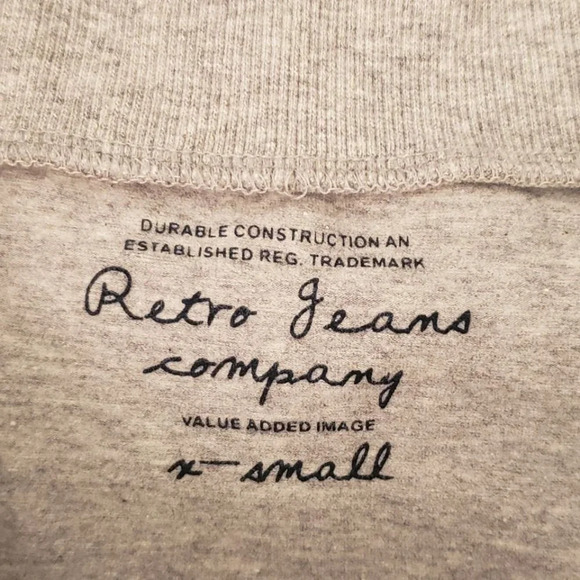 DURABLE CONSTRUCTION AN
ESTABLISHED REG. TRADEMARK
Retro Jeans
company
VALUE ADDED IMAGE
x-small